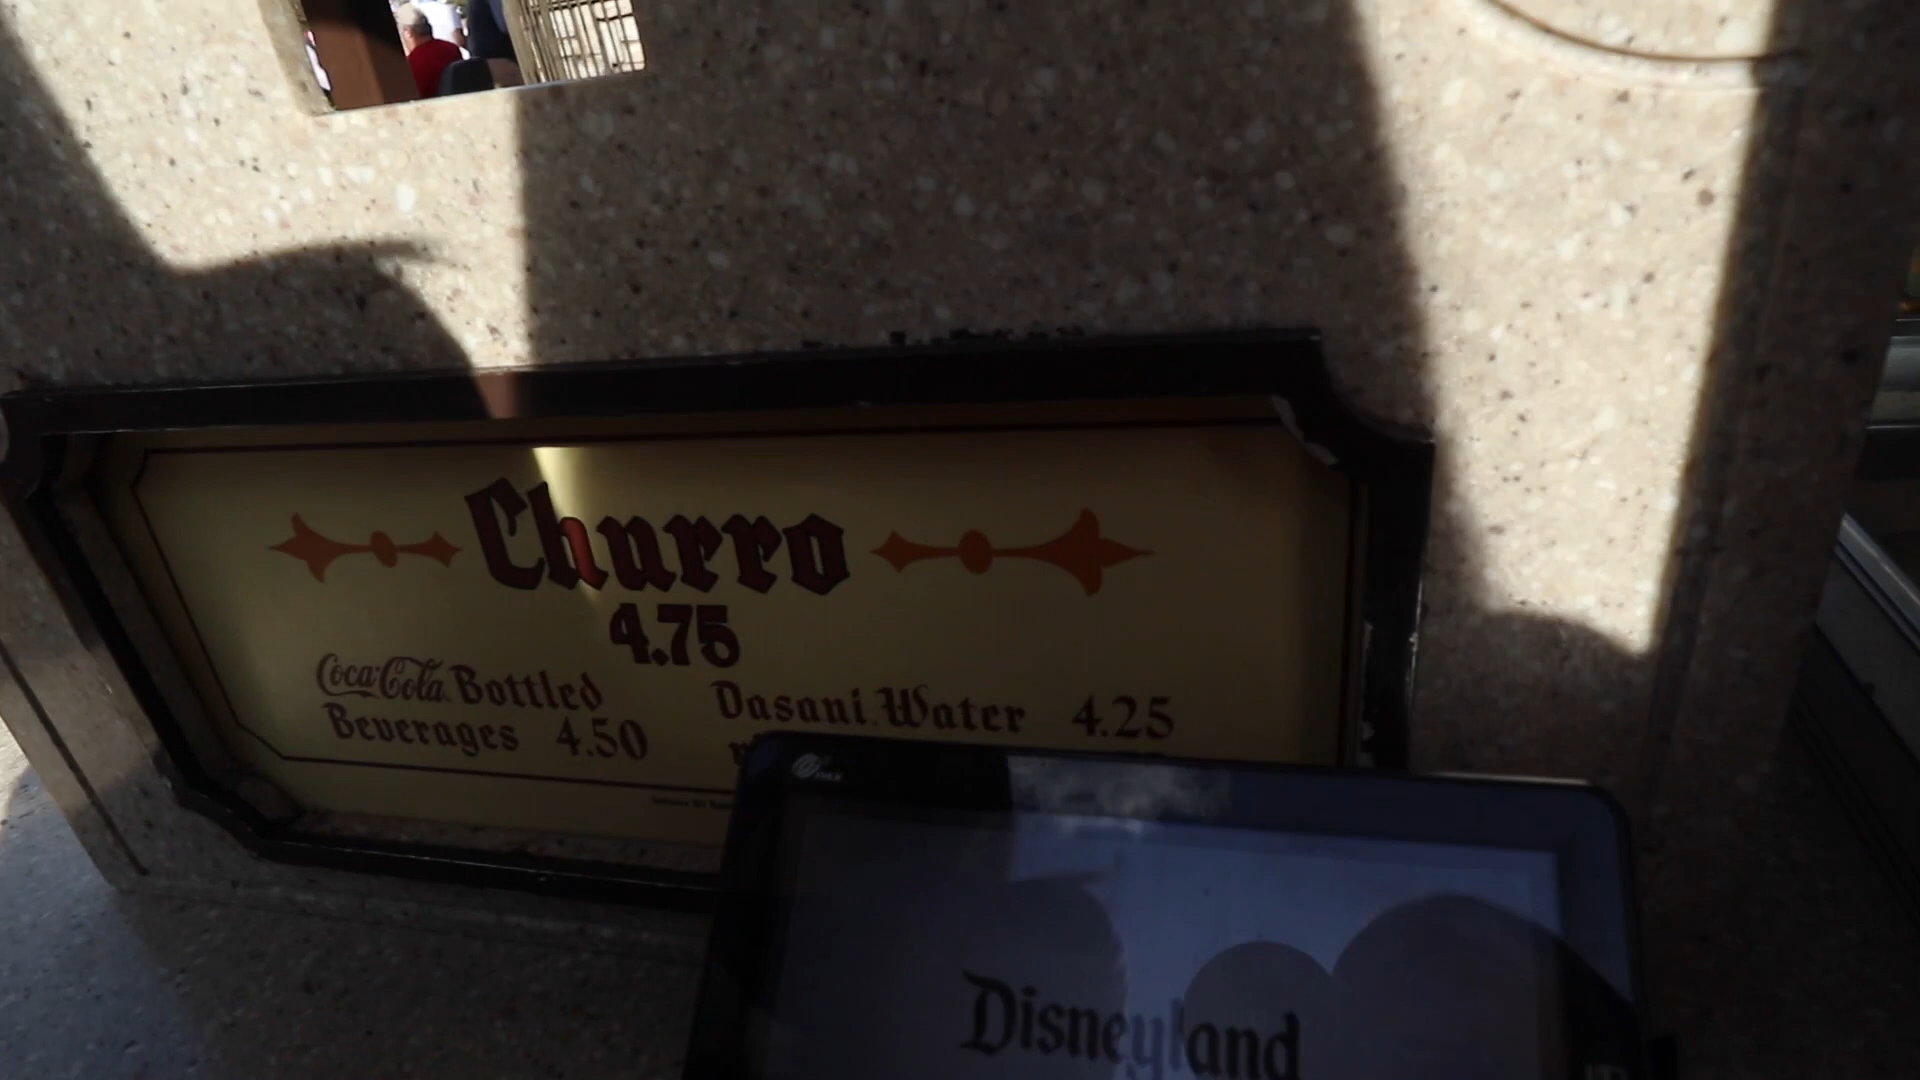 Churro
4.75
Coca-Cola Bottled
Beverages 4.50
Dasani Water 4.25
Disneyland